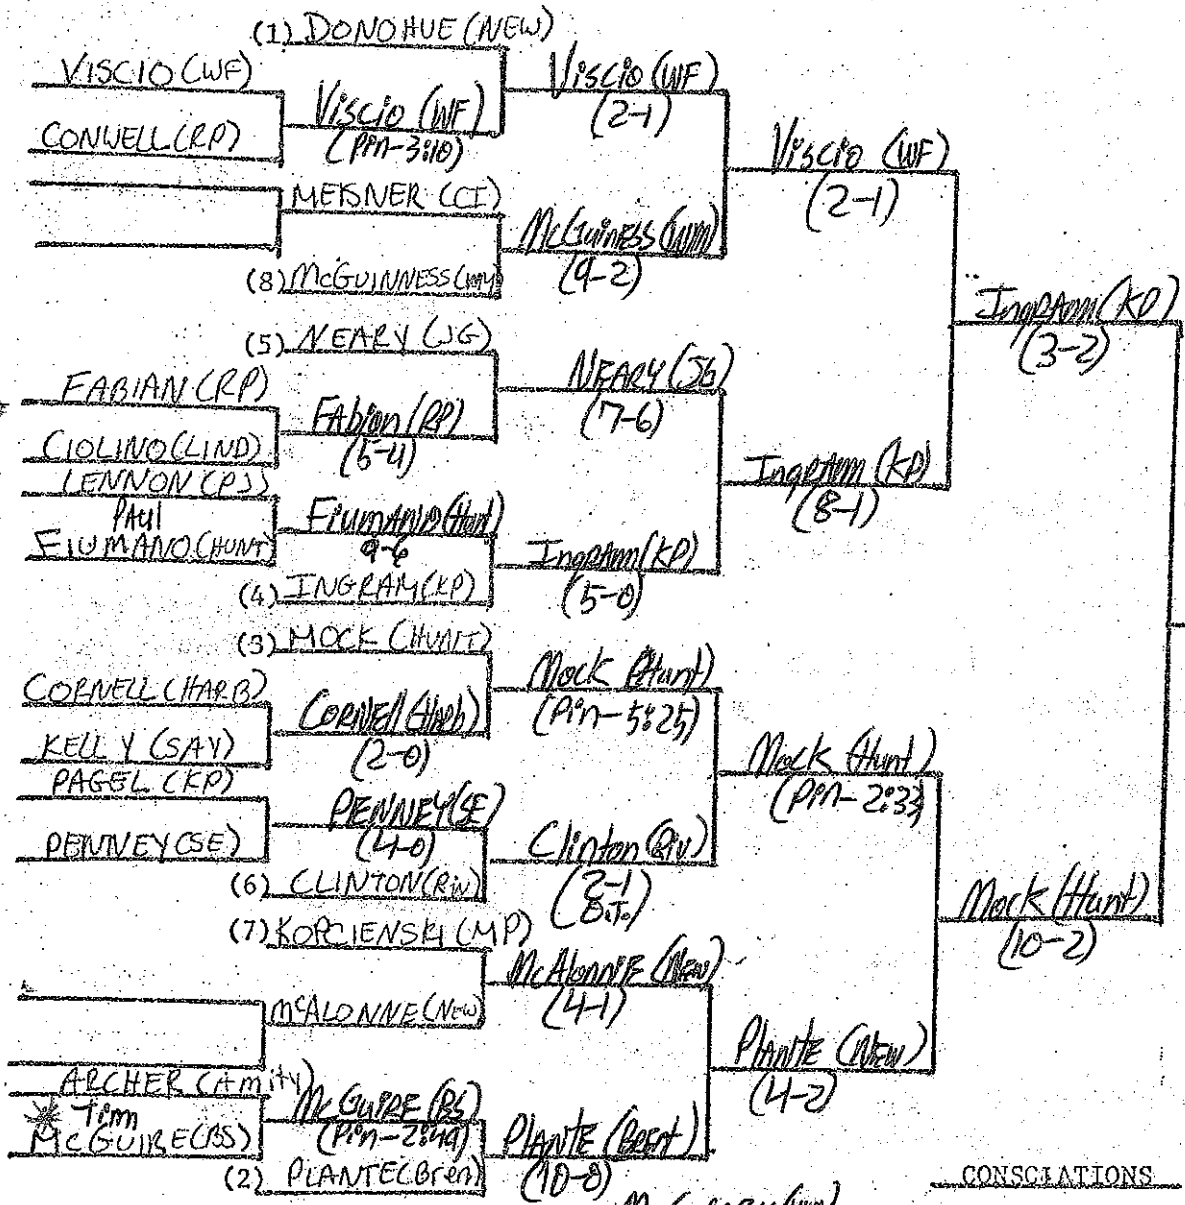 (1) DONOHUE (NEW)
VISCIO (WF)
Viscio (WF)
(2-1)
Viscio (WF)
(Pin-3:10)
CONWELL (RP)
Viscio (WF)
(2-1)
MEISNER (CI)
McGuiness (WM)
(9-2)
(8) McGUINNESS
IngRAm (KP)
(3-2)
(5) NEARY (JG)
NEARY (JG)
(7-6)
FABIAN (RP)
FAbian (RP)
(5-4)
CIOLINO (LIND)
LENNON (PJ)
IngRAm (KP)
(8-1)
PAUl
FIUMANO (HUNT)
FiumANO (Hunt)
9-6
IngRAm (KP)
(5-0)
(4) INGRAM (KP)
(3) MOCK (HUNT)
Mock (Hunt)
(Pin-5:25)
CORNELL (HARB)
CORNEll (HARb)
(2-0)
KELLY (SAY)
PAGEL (KP)
Mock (Hunt)
(Pin-2:33)
PENNEY (SE)
(4-0)
PENNEY (SE)
Clinton (Riv)
(2-1
O.T.)
(6) CLINTON (Riv)
Mock (Hunt)
(10-2)
(7) KOPCIENSKI (MP)
McAlonnie (New)
(4-1)
McALONNE (New)
PlANTE (New)
(4-2)
ARCHER (Amity)
Tim
McGUIRE (BS)
McGUIRE (BS)
(Pin-2:49)
PlANTE (BRENt)
(10-0)
(2) PLANTE (Bren)
CONSCIATIONS